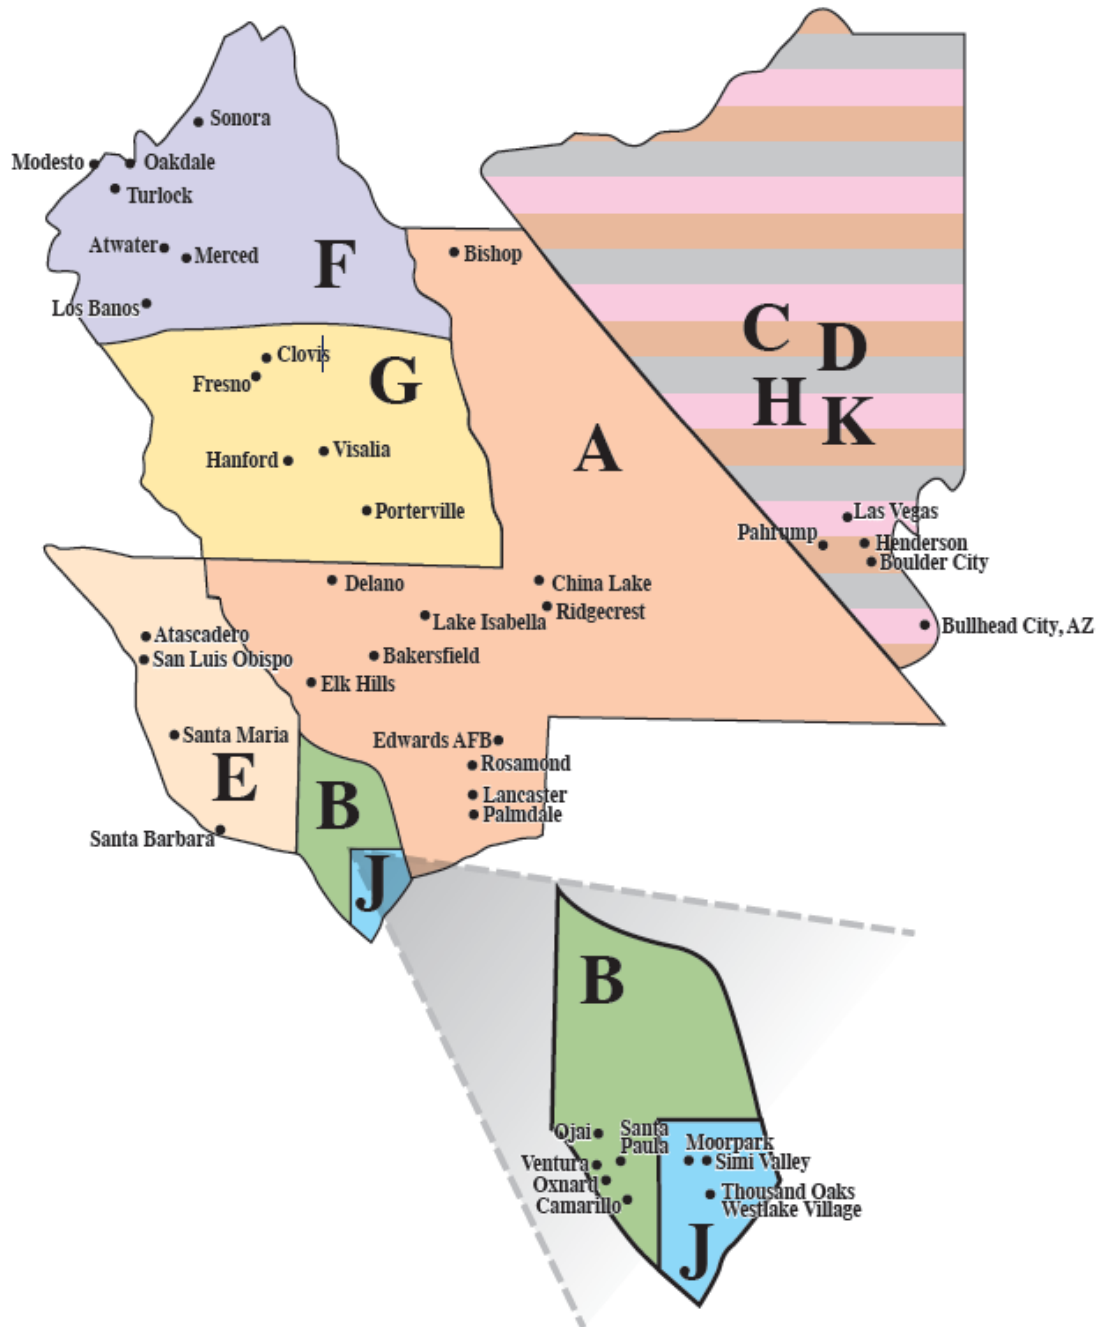 Sonora
Modesto
Oakdale
Turlock
Atwater
Merced
F
Bishop
Los Banos
C
D
Clovis
Fresno
G
H
K
A
Visalia
Hanford
Porterville
Las Vegas
Pahrump
Henderson
Boulder City
Delano
China Lake
Ridgecrest
Lake Isabella
Bullhead City, AZ
Atascadero
San Luis Obispo
Bakersfield
Elk Hills
Santa Maria
Edwards AFB
Rosamond
E
B
Lancaster
Palmdale
Santa Barbara
J
B
Ojai
Santa
Paula
Moorpark
Ventura
Simi Valley
Oxnard
Thousand Oaks
Camarillo
Westlake Village
J